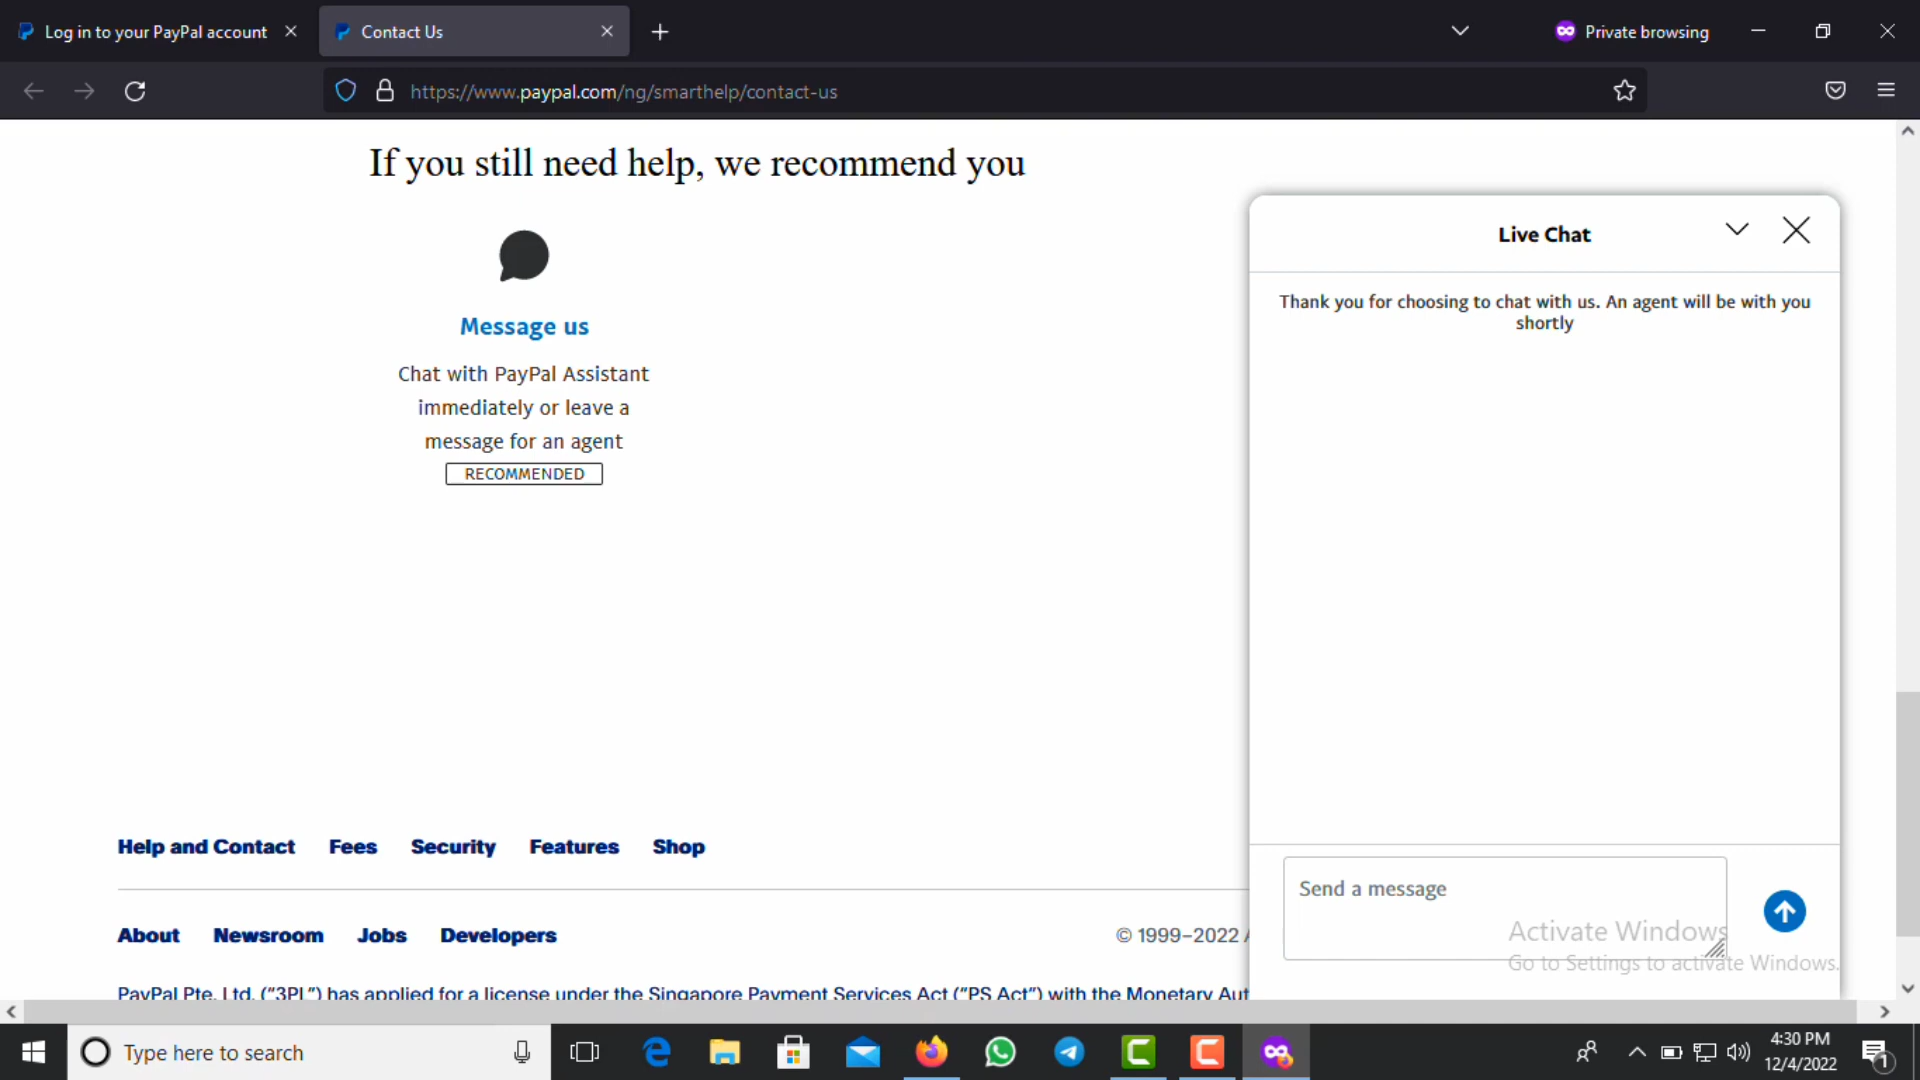 Log in to your PayPal account
Contact Us
Private browsing
https://www.paypal.com/ng/smarthelp/contact-us
If you still need help, we recommend you
Message us
Chat with PayPal Assistant
immediately or leave a
message for an agent
RECOMMENDED
Live Chat
Thank you for choosing to chat with us. An agent will be with you
shortly
Send a message
Activate Windows
Go to Settings to activate Windows.
Help and Contact Fees Security Features Shop
About Newsroom Jobs Developers
© 1999–2022
PayPal Pte. Ltd. ("3PL") has applied for a license under the Singapore Payment Services Act ("PS Act") with the Monetary Aut
Type here to search
4:30 PM
12/4/2022
1